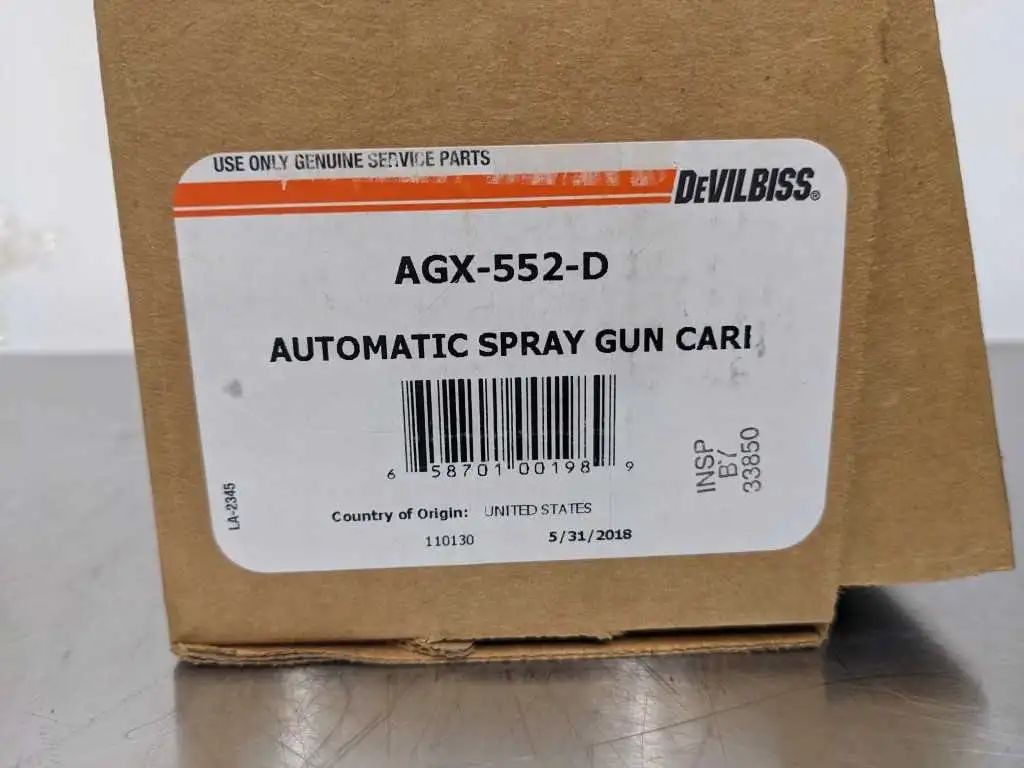 USE ONLY GENUINE SERVICE PARTS
DEVILBISS®
AGX-552-D
AUTOMATIC SPRAY GUN CARI
6 58701 00198 9
INSP
BY
33850
LA-2345
Country of Origin: UNITED STATES
110130 5/31/2018